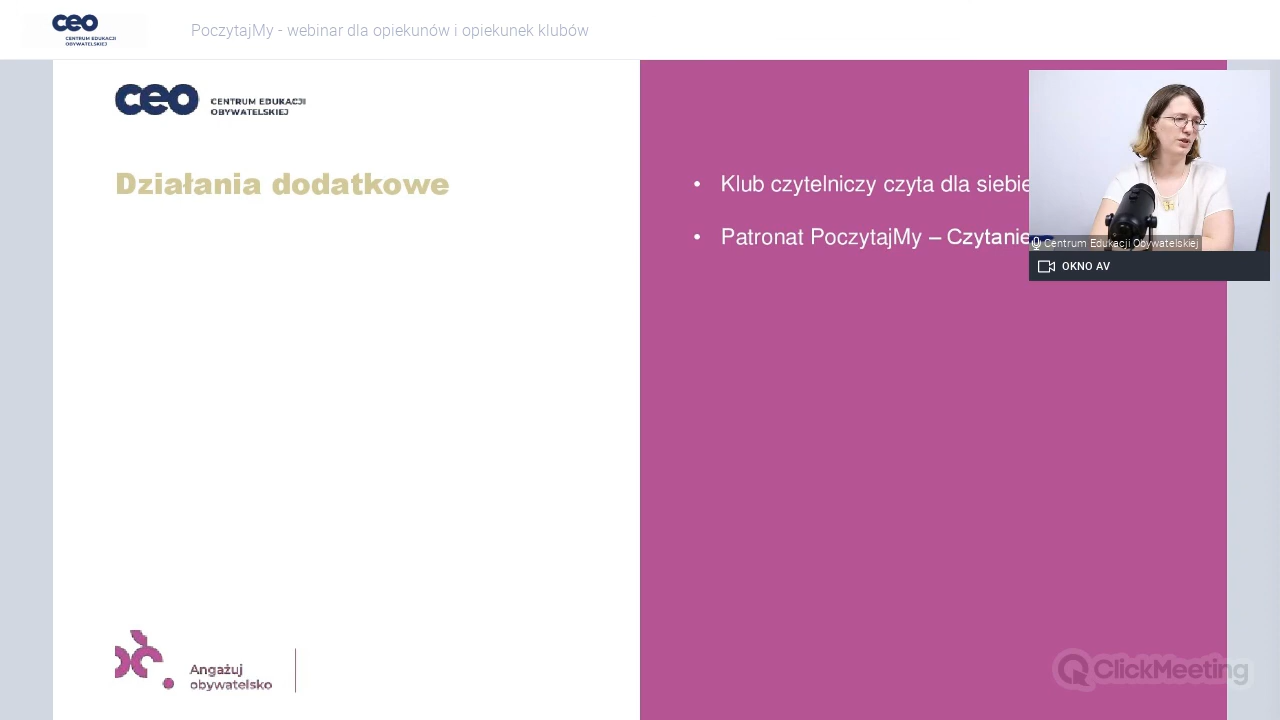 ceo
CENTRUM EDUKACJI
OBYWATELSKIEJ
PoczytajMy - webinar dla opiekunów i opiekunek klubów
ceo
CENTRUM EDUKACJI
OBYWATELSKIEJ
Działania dodatkowe
• Klub czytelniczy czyta dla siebie
• Patronat PoczytajMy – Czytanie
Centrum Edukacji Obywatelskiej
OKNO AV
Angażuj
obywatelsko
ClickMeeting